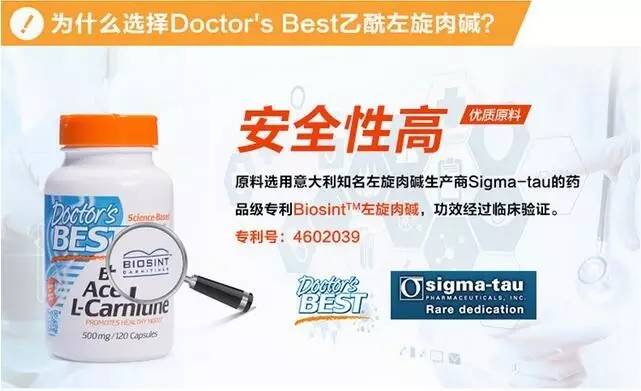 为什么选择Doctor's Best乙酰左旋肉碱?
安全性高
优质原料
原料选用意大利知名左旋肉碱生产商Sigma-tau的药
品级专利Biosint™左旋肉碱，功效经过临床验证。
专利号：4602039
Doctor's
BEST
Science-Based
BIOSINT
CARNITINES
L-Carnitine
500mg/120 Capsules
Doctor's
BEST
sigma-tau
PHARMACEUTICALS, INC.
Rare dedication